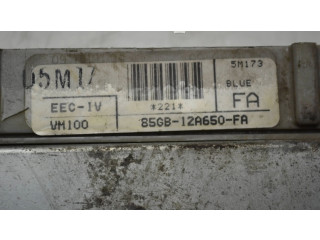 05M17
5M173
BLUE
EEC-IV
*221*
FA
VM100
85GB-12A650-FA